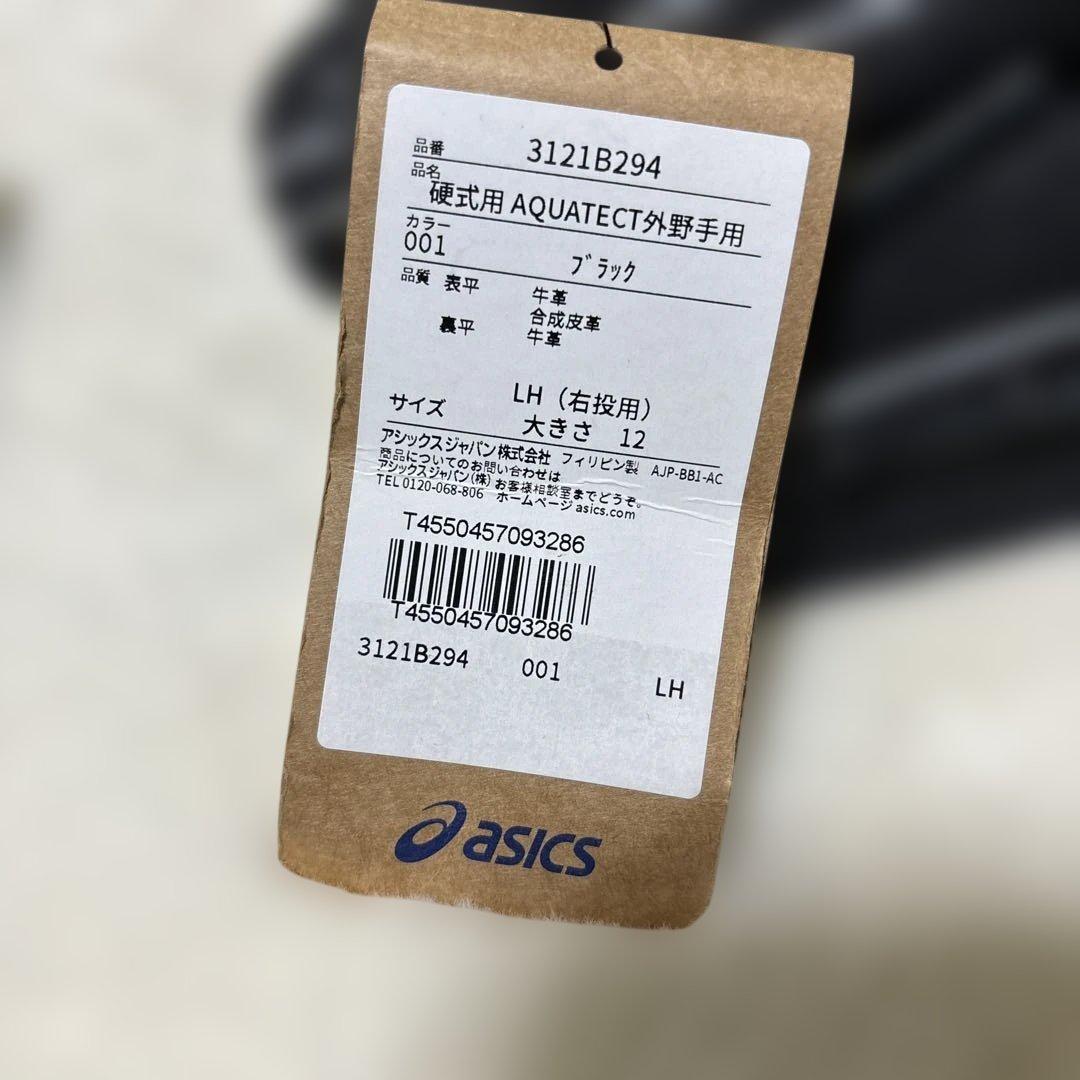 品番 3121B294
品名
硬式用 AQUATECT外野手用
カラー
001 ﾌﾞﾗｯｸ
品質 表平 牛革
合成皮革
裏平 牛革
サイズ LH（右投用）
大きさ 12
アシックスジャパン株式会社 フィリピン製 AJP-BB1-AC
商品についてのお問い合わせは
アシックスジャパン(株)お客様相談室までどうぞ。
TEL 0120-068-806 ホームページ asics.com
T4550457093286
T4550457093286
3121B294 001 LH
asics